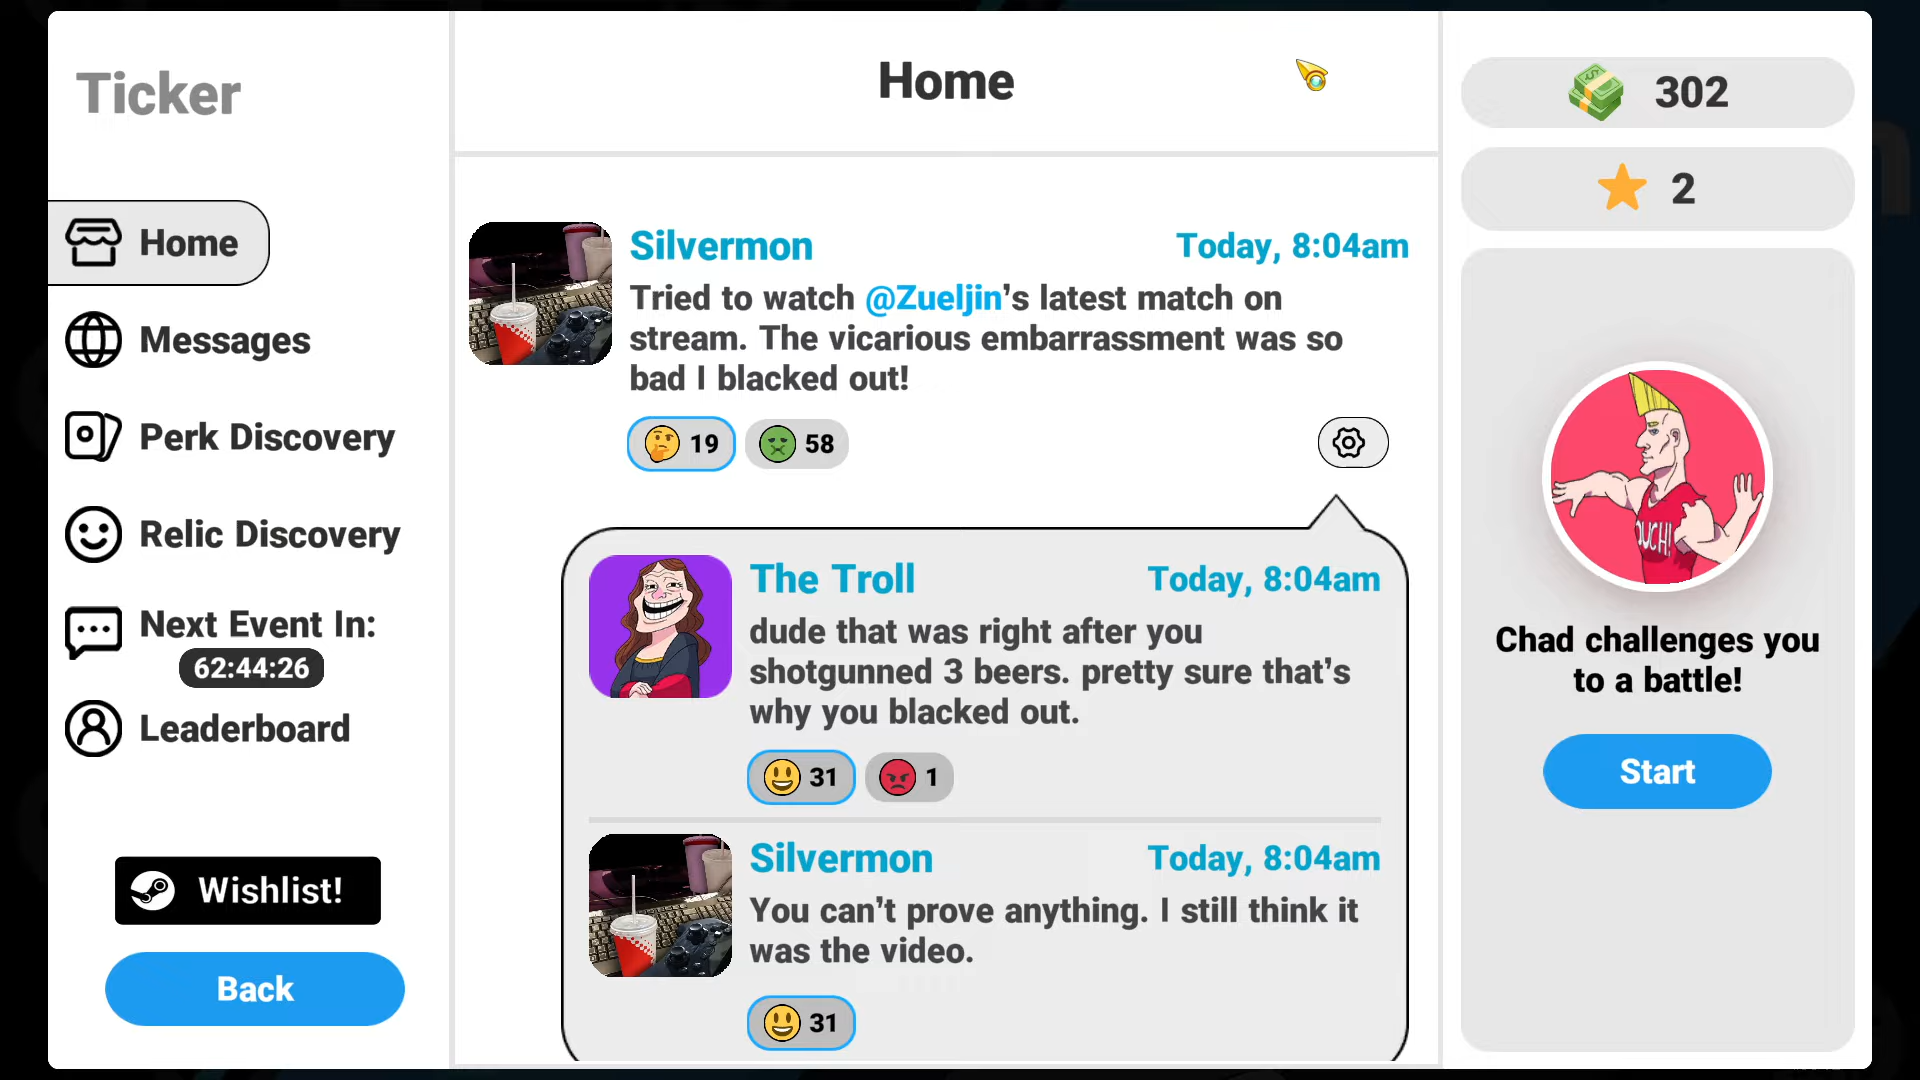 Ticker
Home
Messages
Perk Discovery
Relic Discovery
Next Event In:
62:44:26
Leaderboard
Wishlist!
Back
Home
Silvermon
Today, 8:04am
Tried to watch @Zueljin's latest match on
stream. The vicarious embarrassment was so
bad I blacked out!
19
58
The Troll
Today, 8:04am
dude that was right after you
shotgunned 3 beers. pretty sure that's
why you blacked out.
31
1
Silvermon
Today, 8:04am
You can't prove anything. I still think it
was the video.
31
302
2
OUCH!
Chad challenges you
to a battle!
Start